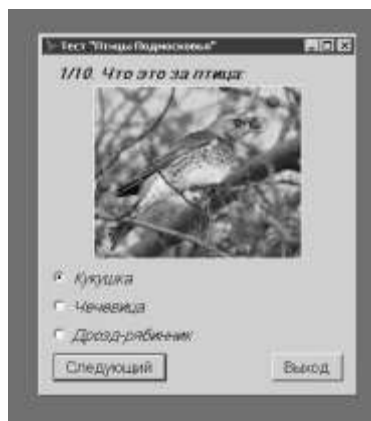 Тест "Птицы Подмосковья"
1/10. Что это за птица:
Кукушка
Чечевица
Дрозд-рябинник
Следующий
Выход